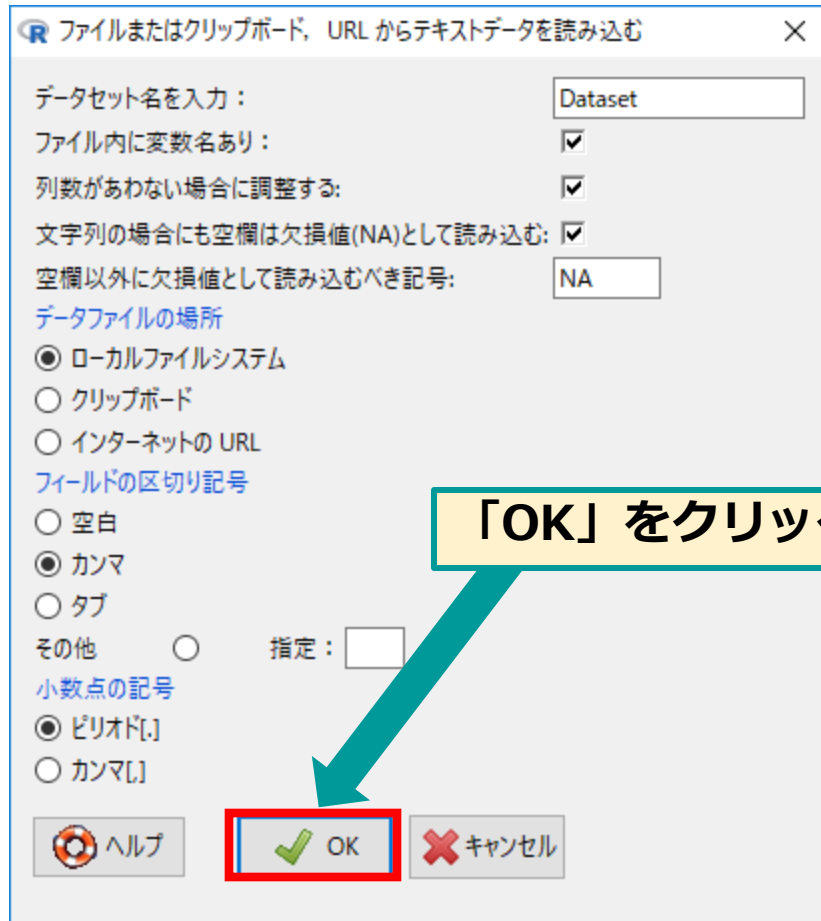 ファイルまたはクリップボード, URL からテキストデータを読み込む
データセット名を入力： Dataset
ファイル内に変数名あり：
列数があわない場合に調整する:
文字列の場合にも空欄は欠損値(NA)として読み込む:
空欄以外に欠損値として読み込むべき記号: NA
データファイルの場所
ローカルファイルシステム
クリップボード
インターネットの URL
フィールドの区切り記号
空白
「OK」をクリッ
カンマ
タブ
その他 指定：
小数点の記号
ピリオド[.]
カンマ[,]
ヘルプ OK キャンセル